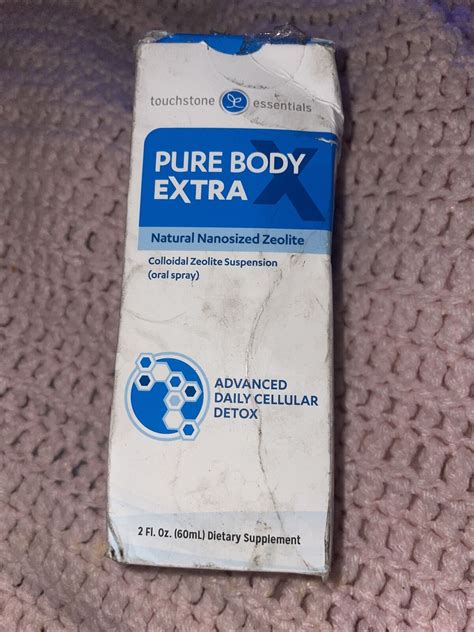 touchstone essentials
PURE BODY
EXTRA X
Natural Nanosized Zeolite
Colloidal Zeolite Suspension
(oral spray)
ADVANCED
DAILY CELLULAR
DETOX
2 Fl. Oz. (60mL) Dietary Supplement